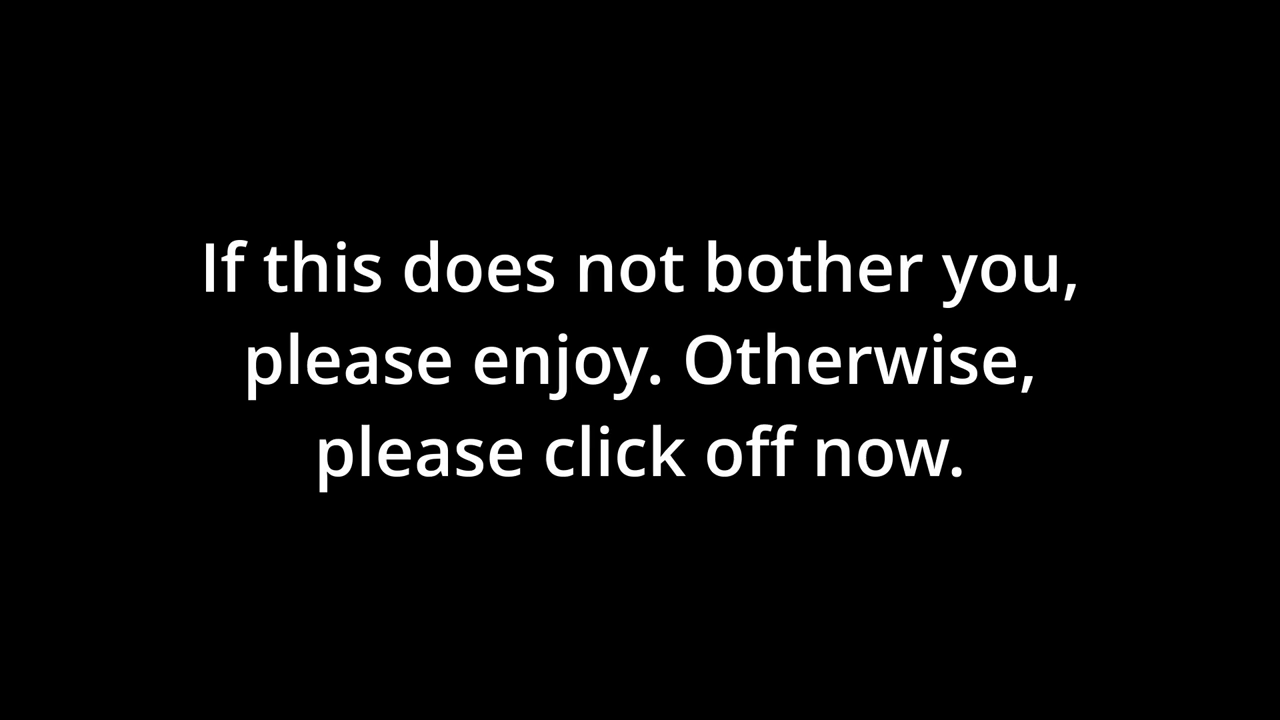 If this does not bother you,
please enjoy. Otherwise,
please click off now.